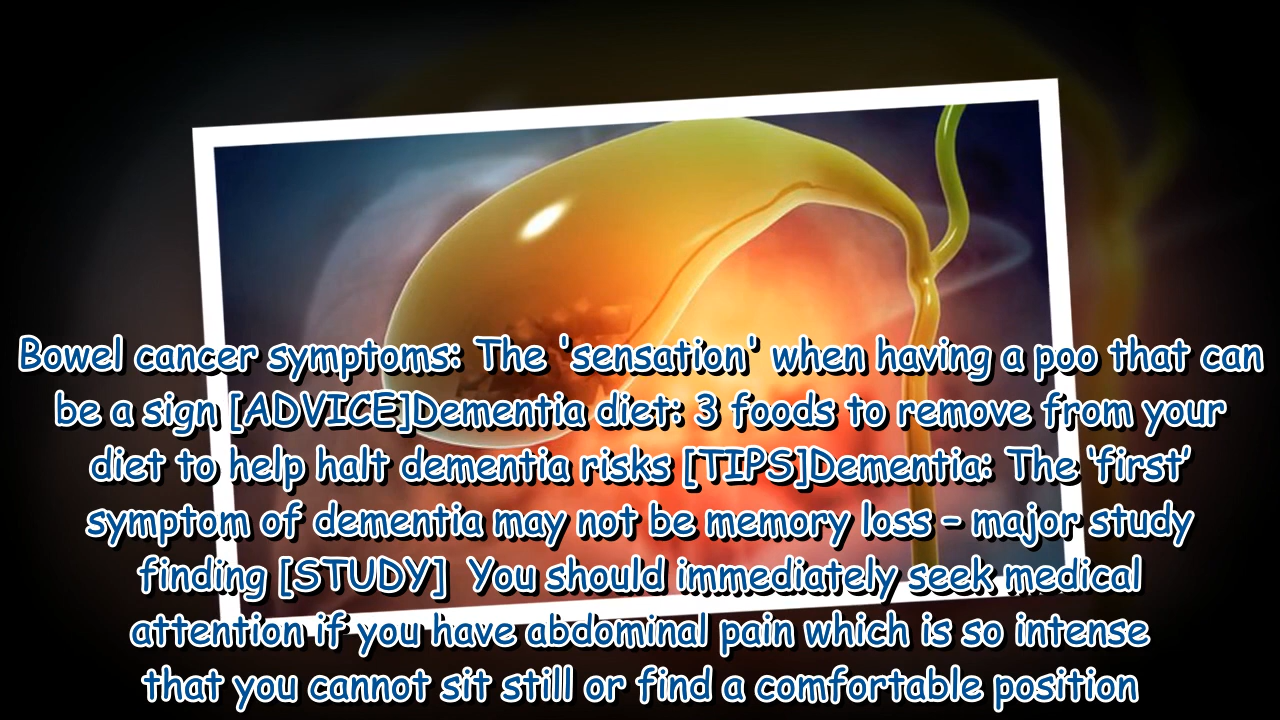 Bowel cancer symptoms: The 'sensation' when having a poo that can
be a sign [ADVICE]Dementia diet: 3 foods to remove from your
diet to help halt dementia risks [TIPS]Dementia: The ‘first’
symptom of dementia may not be memory loss – major study
finding [STUDY]  You should immediately seek medical
attention if you have abdominal pain which is so intense
that you cannot sit still or find a comfortable position